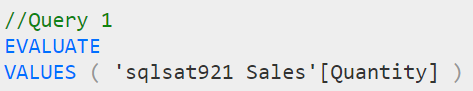 //Query 1
EVALUATE
VALUES ( 'sqlsat921 Sales'[Quantity] )